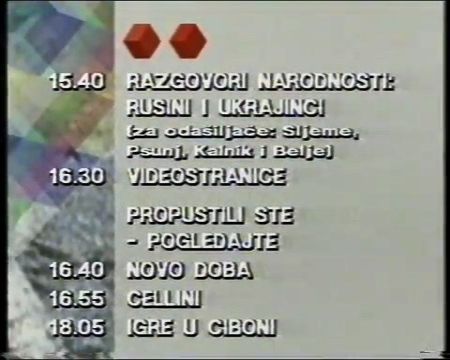 15.40 RAZGOVORI NARODNOSTI:
RUSINI I UKRAJINCI
(za odašiljače: Sljeme,
Psunj, Kalnik i Belje)
16.30 VIDEOSTRANICE
PROPUSTILI STE
- POGLEDAJTE
16.40 NOVO DOBA
16.55 CELLINI
18.05 IGRE U CIBONI